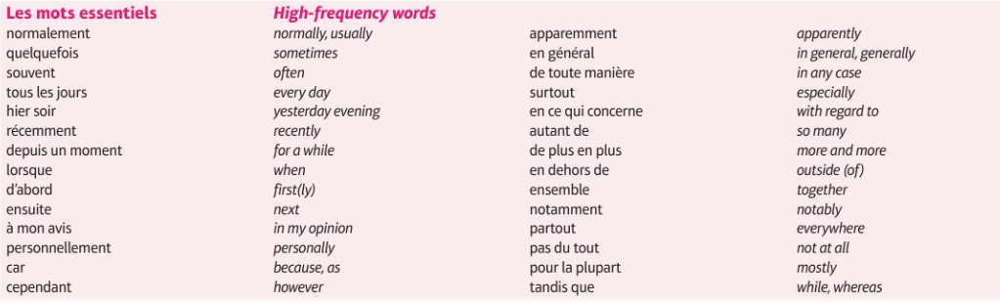 Les mots essentiels High-frequency words
normalement normally, usually apparemment apparently
quelquefois sometimes en général in general, generally
souvent often de toute manière in any case
tous les jours every day surtout especially
hier soir yesterday evening en ce qui concerne with regard to
récemment recently autant de so many
depuis un moment for a while de plus en plus more and more
lorsque when en dehors de outside (of)
d'abord first(ly) ensemble together
ensuite next notamment notably
à mon avis in my opinion partout everywhere
personnellement personally pas du tout not at all
car because, as pour la plupart mostly
cependant however tandis que while, whereas